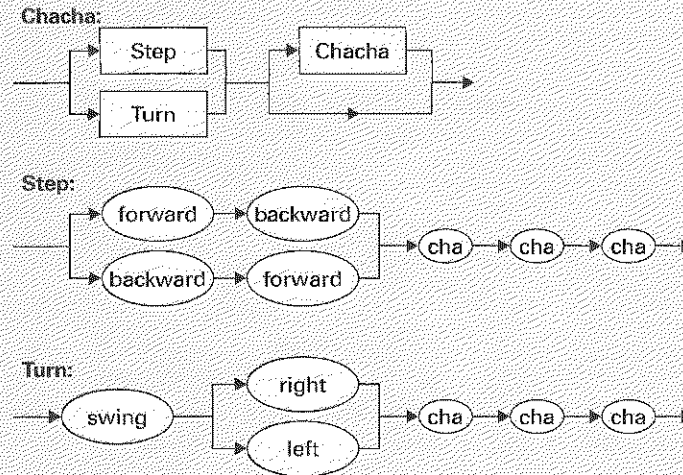 Chacha:
Step Chacha
Turn
Step:
forward backward
cha cha cha
backward forward
Turn:
right
swing cha cha cha
left